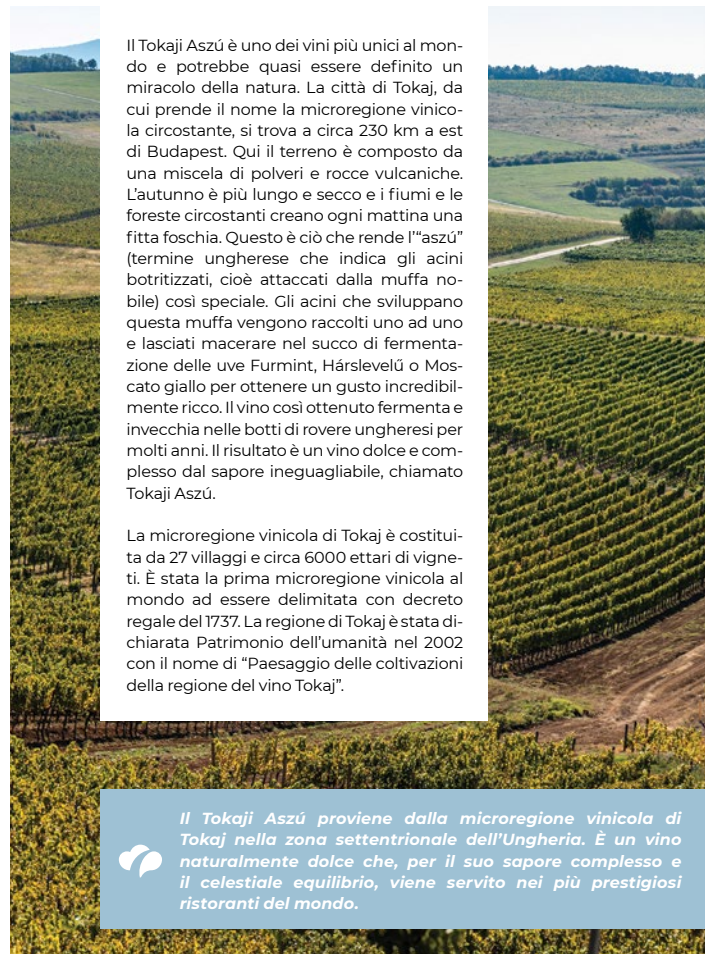 Il Tokaji Aszú è uno dei vini più unici al mon-
do e potrebbe quasi essere definito un
miracolo della natura. La città di Tokaj, da
cui prende il nome la microregione vinico-
la circostante, si trova a circa 230 km a est
di Budapest. Qui il terreno è composto da
una miscela di polveri e rocce vulcaniche.
L’autunno è più lungo e secco e i fiumi e le
foreste circostanti creano ogni mattina una
fitta foschia. Questo è ciò che rende l’“aszú”
(termine ungherese che indica gli acini
botritizzati, cioè attaccati dalla muffa no-
bile) così speciale. Gli acini che sviluppano
questa muffa vengono raccolti uno ad uno
e lasciati macerare nel succo di fermenta-
zione delle uve Furmint, Hárslevelű o Mos-
cato giallo per ottenere un gusto incredibil-
mente ricco. Il vino così ottenuto fermenta e
invecchia nelle botti di rovere ungheresi per
molti anni. Il risultato è un vino dolce e com-
plesso dal sapore ineguagliabile, chiamato
Tokaji Aszú.
La microregione vinicola di Tokaj è costitui-
ta da 27 villaggi e circa 6000 ettari di vigne-
ti. È stata la prima microregione vinicola al
mondo ad essere delimitata con decreto
regale del 1737. La regione di Tokaj è stata di-
chiarata Patrimonio dell’umanità nel 2002
con il nome di “Paesaggio delle coltivazioni
della regione del vino Tokaj”.
Il Tokaji Aszú proviene dalla microregione vinicola di
Tokaj nella zona settentrionale dell’Ungheria. È un vino
naturalmente dolce che, per il suo sapore complesso e
il celestiale equilibrio, viene servito nei più prestigiosi
ristoranti del mondo.